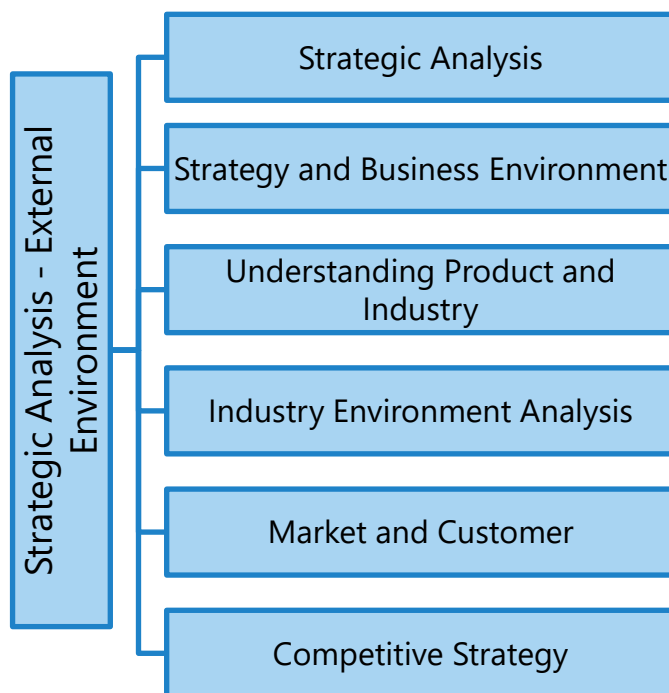 Strategic Analysis - External
Environment
Strategic Analysis
Strategy and Business Environment
Understanding Product and
Industry
Industry Environment Analysis
Market and Customer
Competitive Strategy